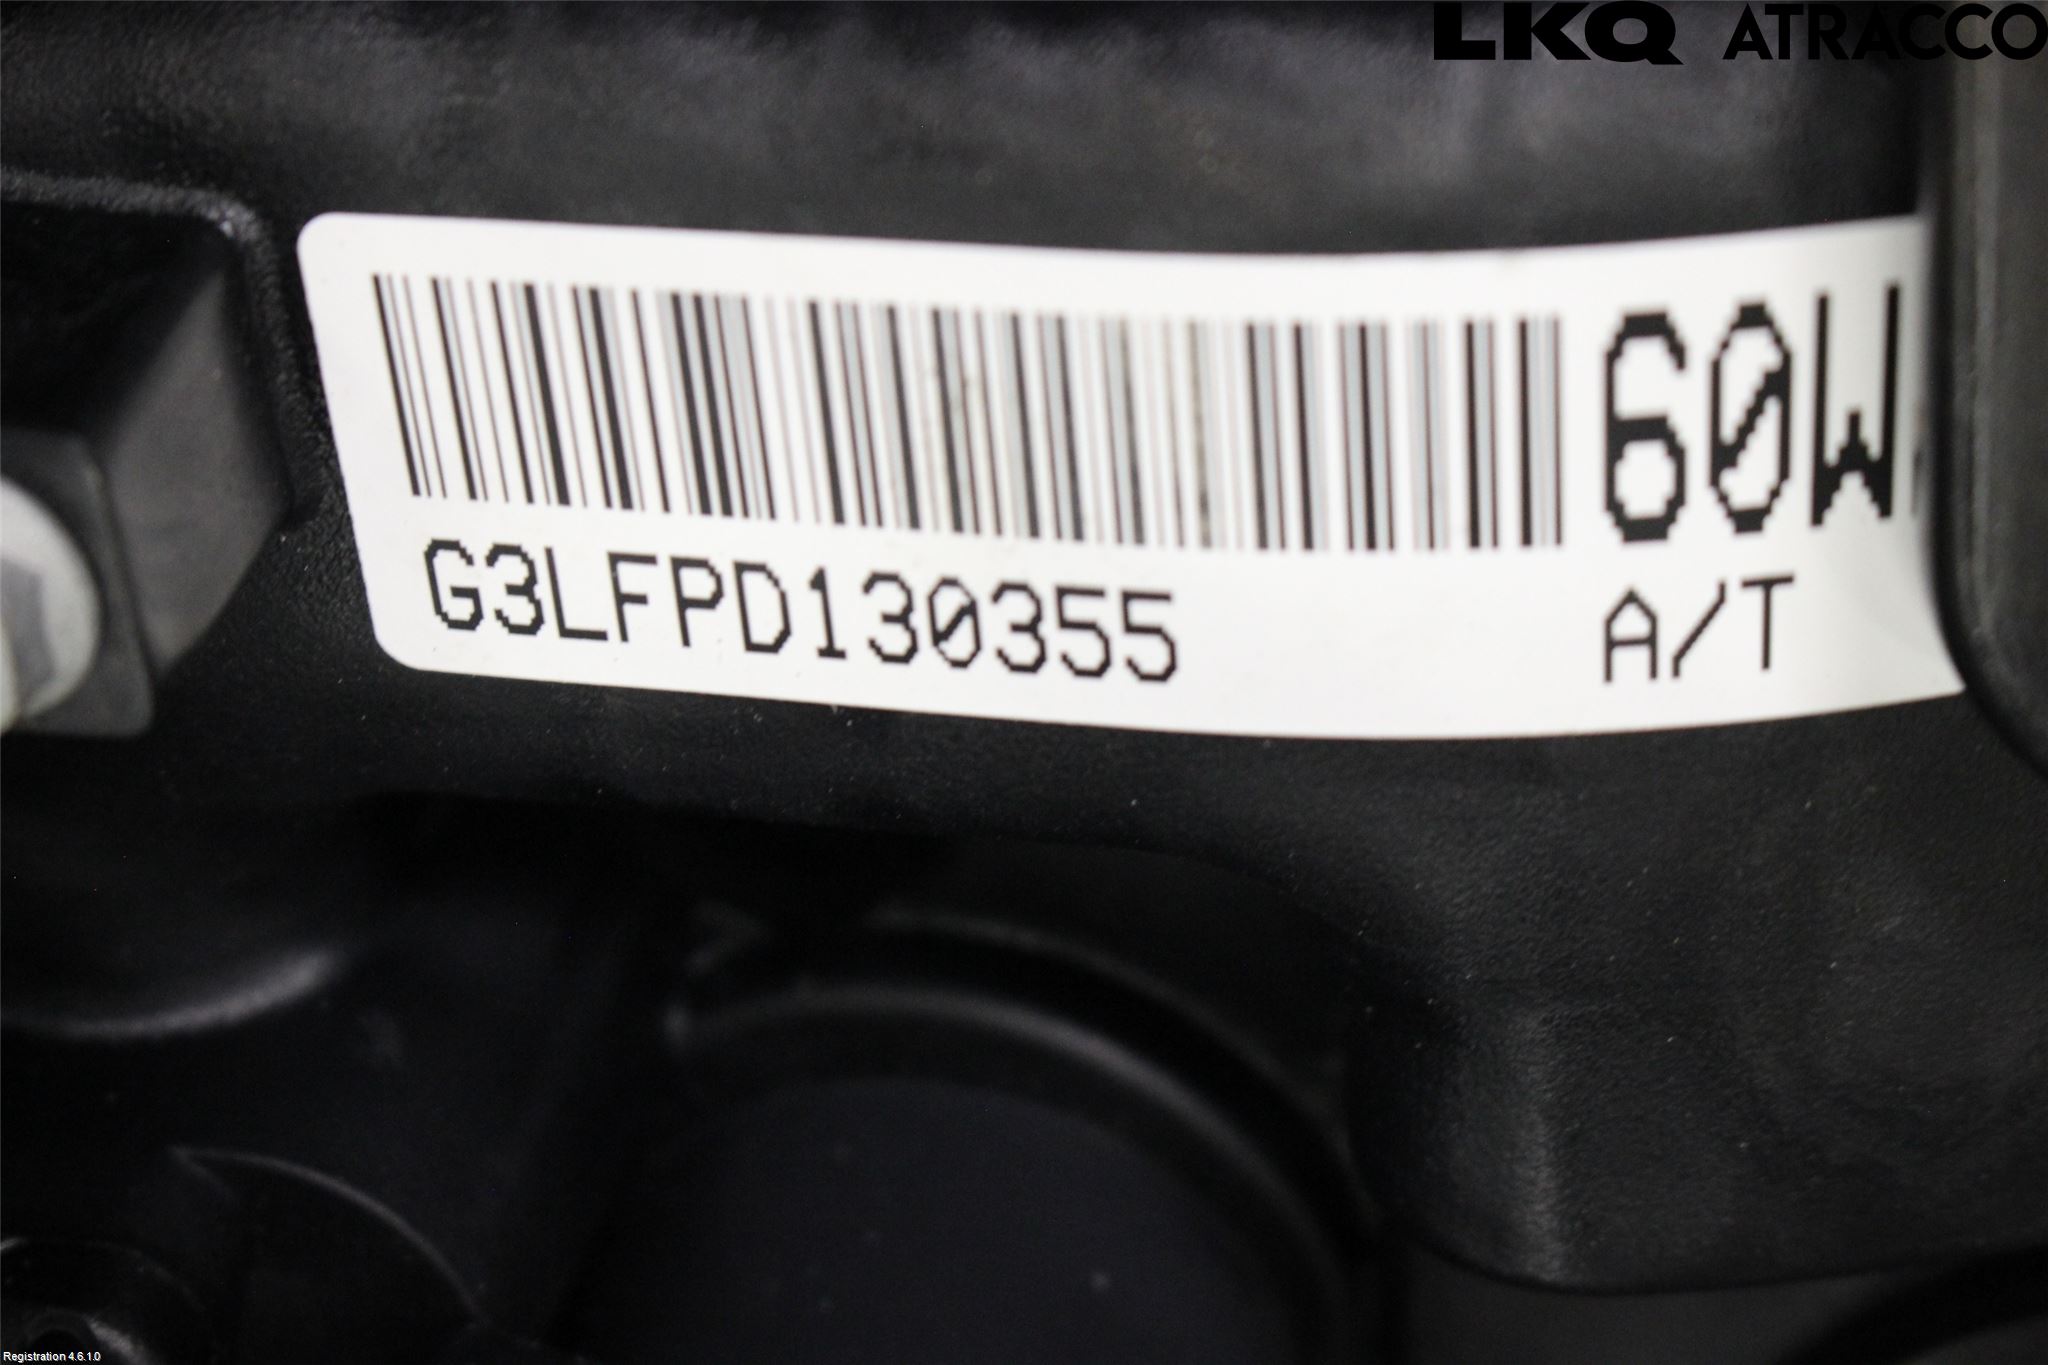 LKQ ATRACCO
60W
G3LFPD130355
A/T
Registration 4.6.1.0